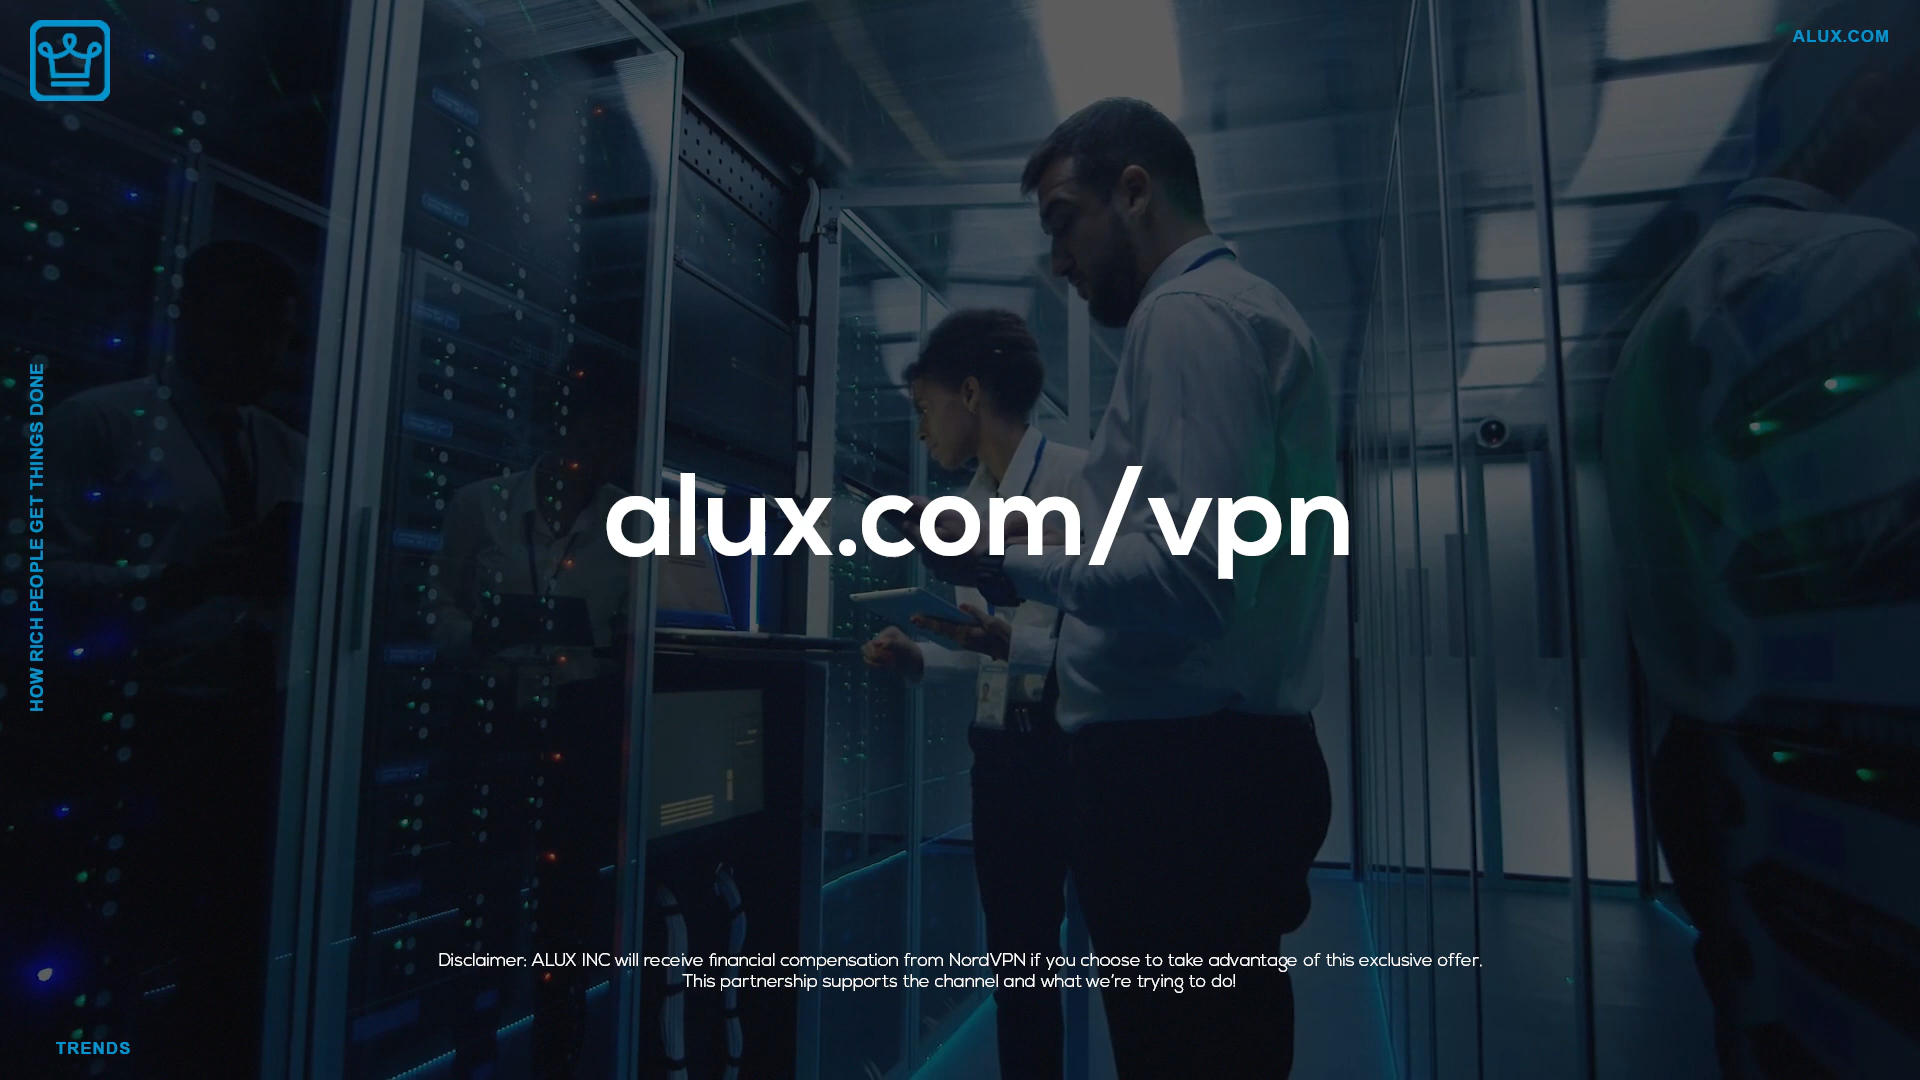 ALUX.COM
HOW RICH PEOPLE GET THINGS DONE
alux.com/vpn
Disclaimer: ALUX INC will receive financial compensation from NordVPN if you choose to take advantage of this exclusive offer.
This partnership supports the channel and what we're trying to do!
TRENDS